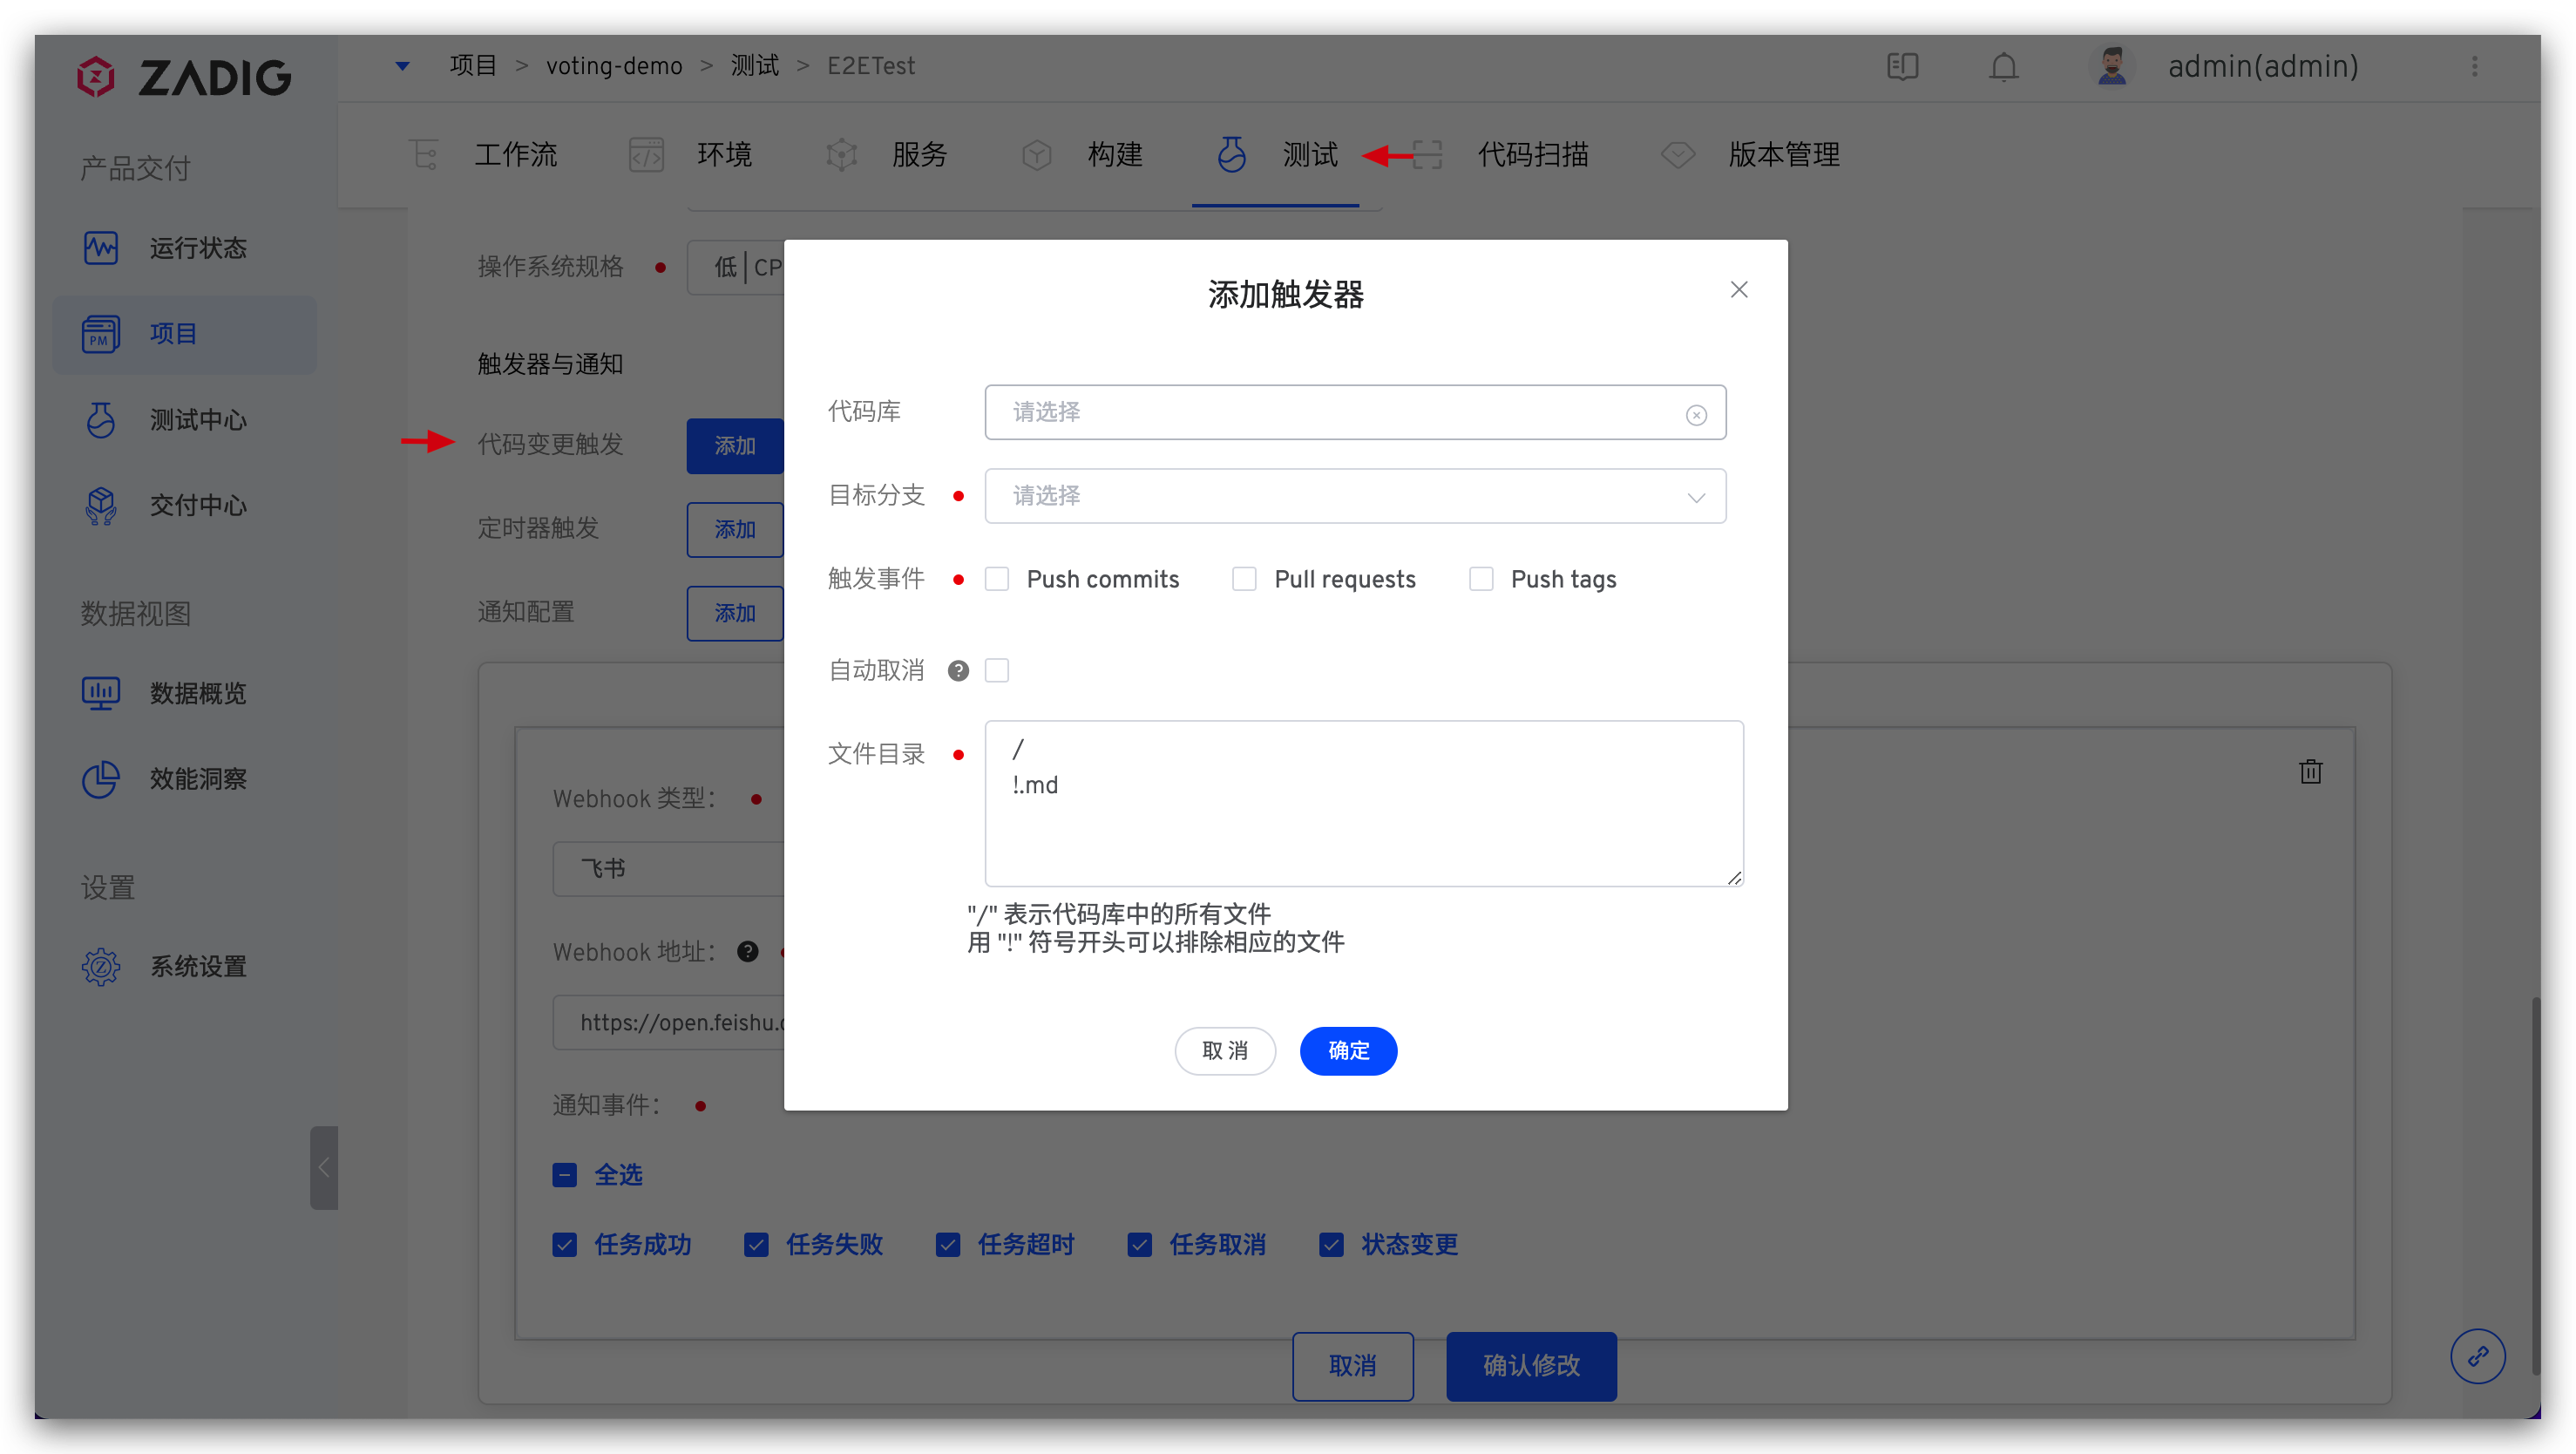 ZADIG
项目 > voting-demo > 测试 > E2ETest
admin(admin)
工作流
环境
服务
构建
测试
代码扫描
版本管理
产品交付
运行状态
PM
项目
测试中心
交付中心
数据视图
数据概览
效能洞察
设置
系统设置
操作系统规格
低 | CP
触发器与通知
代码变更触发
添加
定时器触发
添加
通知配置
添加
Webhook 类型：
飞书
Webhook 地址：
https://open.feishu.
通知事件：
全选
任务成功
任务失败
任务超时
任务取消
状态变更
取消
确认修改
添加触发器
代码库
请选择
目标分支
请选择
触发事件
Push commits
Pull requests
Push tags
自动取消
文件目录
/
!.md
"/" 表示代码库中的所有文件
用 "!" 符号开头可以排除相应的文件
取 消
确定